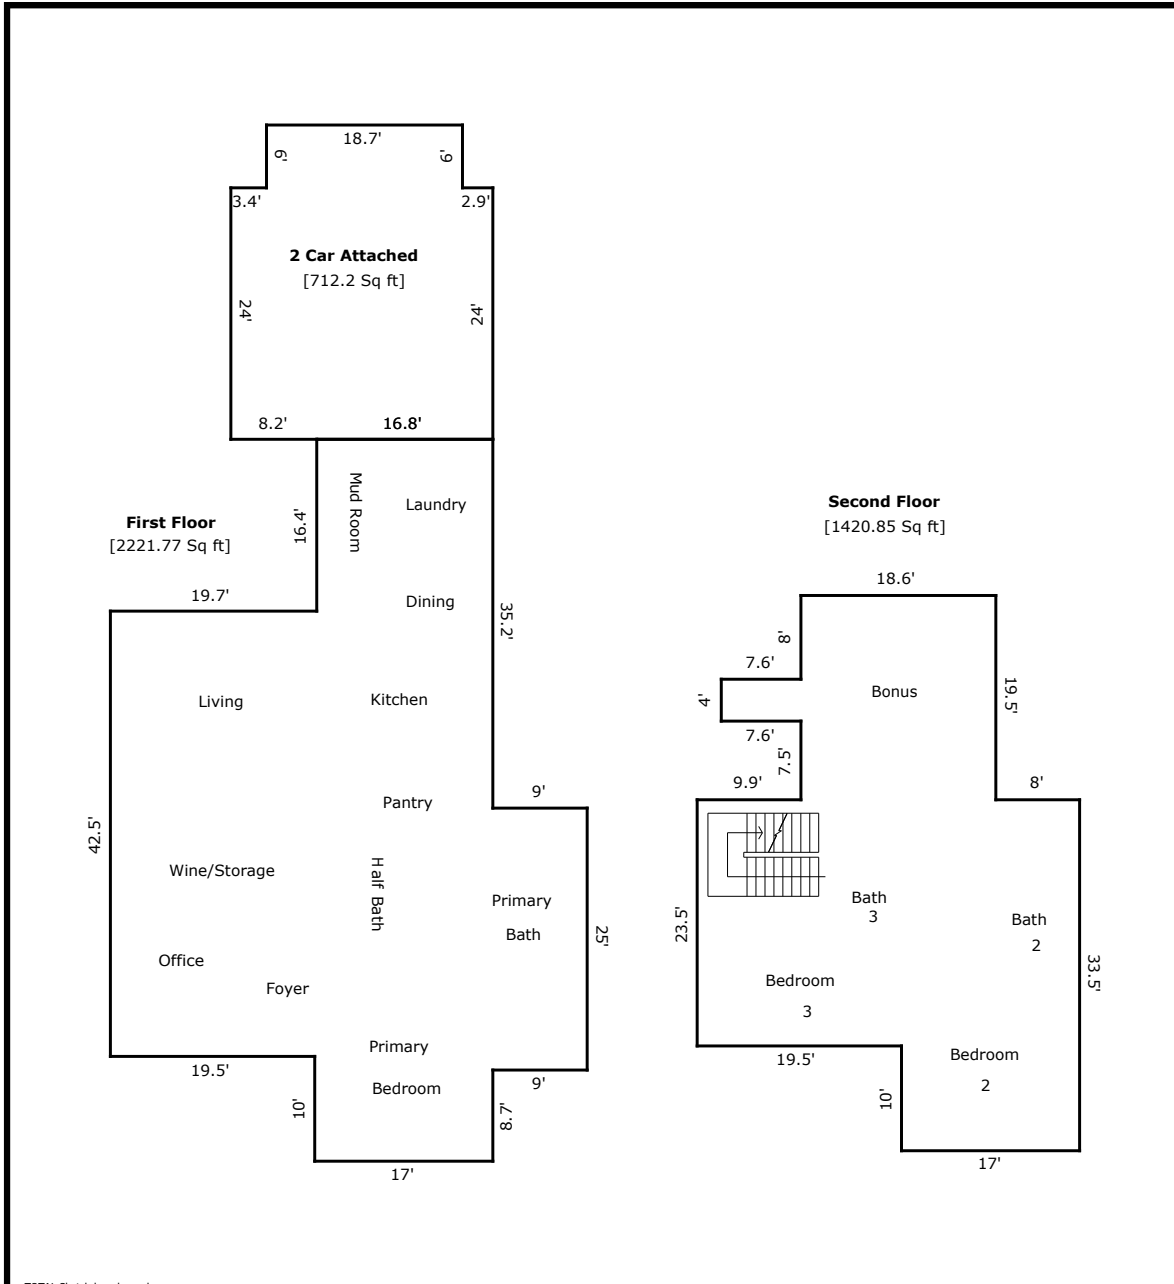 18.7'
6'
6'
3.4'
2.9'
2 Car Attached
[712.2 Sq ft]
24'
24'
8.2'
16.8'
Mud Room
Laundry
First Floor
[2221.77 Sq ft]
16.4'
19.7'
Dining
35.2'
Living
Kitchen
Pantry
9'
42.5'
Wine/Storage
Half Bath
Primary
Bath
25'
Office
Foyer
Primary
Bedroom
19.5'
10'
9'
8.7'
17'
Second Floor
[1420.85 Sq ft]
18.6'
8'
7.6'
4'
Bonus
19.5'
7.6'
7.5'
9.9'
8'
Bath
3
Bath
2
23.5'
33.5'
Bedroom
3
19.5'
Bedroom
2
10'
17'